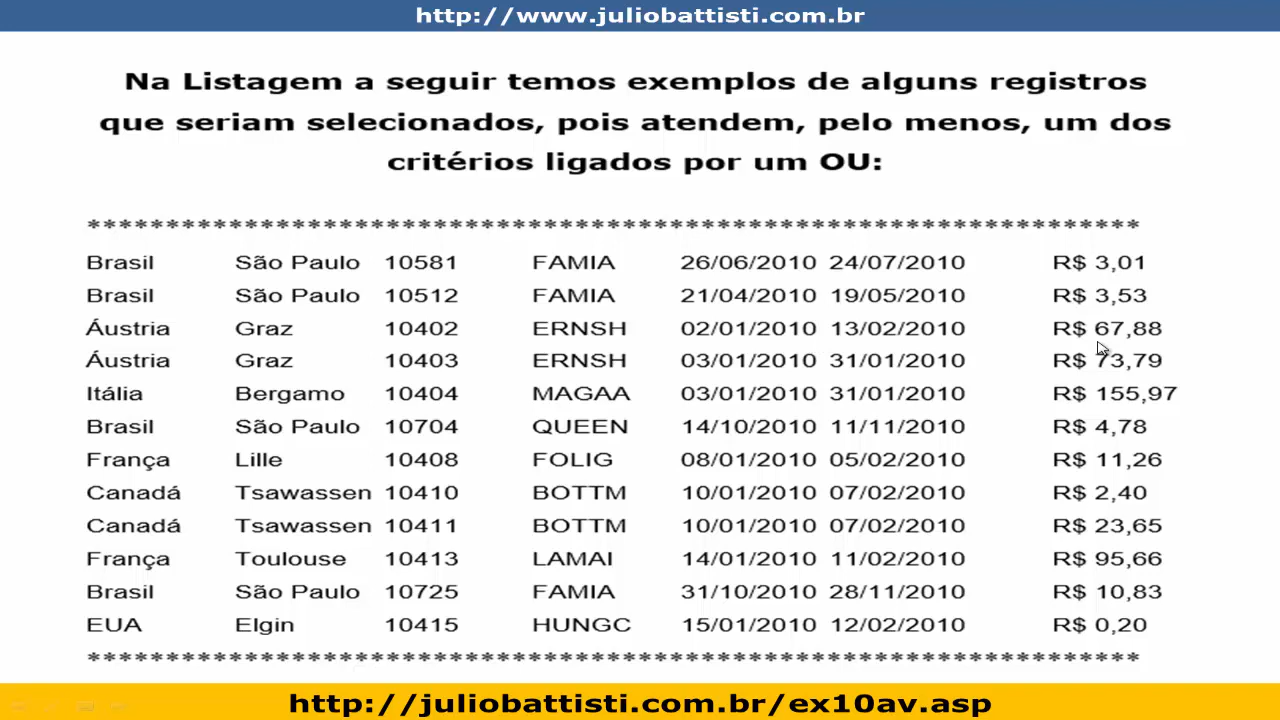 http://www.juliobattisti.com.br
Na Listagem a seguir temos exemplos de alguns registros
que seriam selecionados, pois atendem, pelo menos, um dos
critérios ligados por um OU:
*******************************************************************
Brasil São Paulo 10581 FAMIA 26/06/2010 24/07/2010 R$ 3,01
Brasil São Paulo 10512 FAMIA 21/04/2010 19/05/2010 R$ 3,53
Áustria Graz 10402 ERNSH 02/01/2010 13/02/2010 R$ 67,88
Áustria Graz 10403 ERNSH 03/01/2010 31/01/2010 R$ 73,79
Itália Bergamo 10404 MAGAA 03/01/2010 31/01/2010 R$ 155,97
Brasil São Paulo 10704 QUEEN 14/10/2010 11/11/2010 R$ 4,78
França Lille 10408 FOLIG 08/01/2010 05/02/2010 R$ 11,26
Canadá Tsawassen 10410 BOTTM 10/01/2010 07/02/2010 R$ 2,40
Canadá Tsawassen 10411 BOTTM 10/01/2010 07/02/2010 R$ 23,65
França Toulouse 10413 LAMAI 14/01/2010 11/02/2010 R$ 95,66
Brasil São Paulo 10725 FAMIA 31/10/2010 28/11/2010 R$ 10,83
EUA Elgin 10415 HUNGC 15/01/2010 12/02/2010 R$ 0,20
*******************************************************************
http://juliobattisti.com.br/ex10av.asp